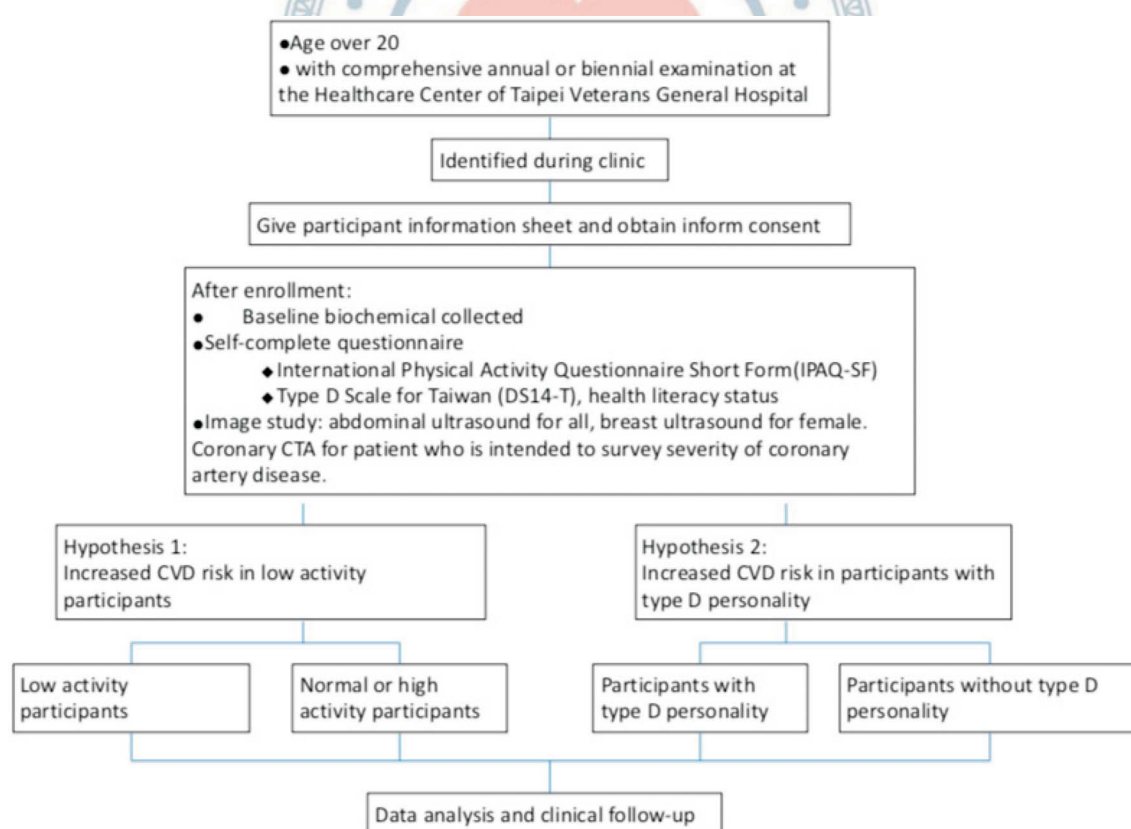 ●Age over 20
● with comprehensive annual or biennial examination at
the Healthcare Center of Taipei Veterans General Hospital
Identified during clinic
Give participant information sheet and obtain inform consent
After enrollment:
● Baseline biochemical collected
●Self-complete questionnaire
◆International Physical Activity Questionnaire Short Form(IPAQ-SF)
◆Type D Scale for Taiwan (DS14-T), health literacy status
●Image study: abdominal ultrasound for all, breast ultrasound for female.
Coronary CTA for patient who is intended to survey severity of coronary
artery disease.
Hypothesis 1:
Increased CVD risk in low activity
participants
Hypothesis 2:
Increased CVD risk in participants with
type D personality
Low activity
participants
Normal or high
activity participants
Participants with
type D personality
Participants without type D
personality
Data analysis and clinical follow-up